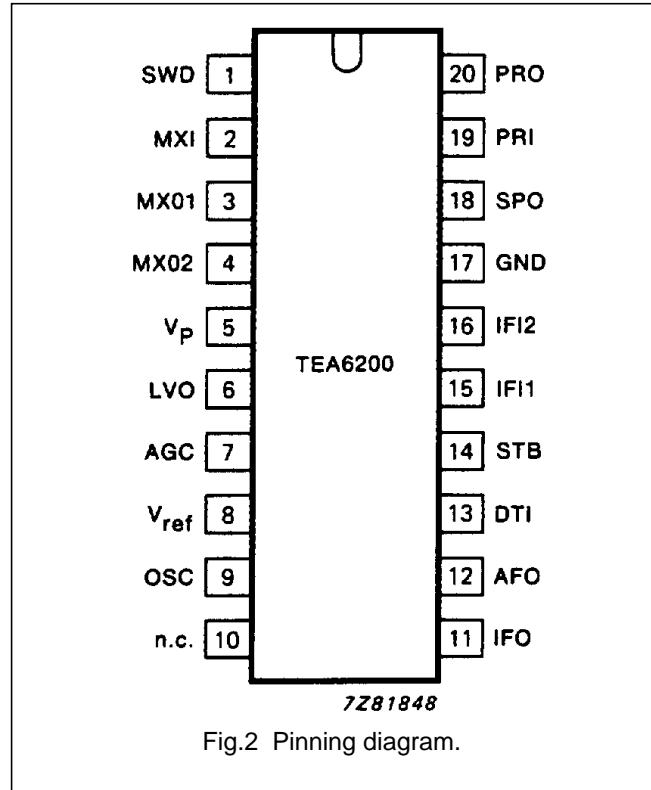 SWD 1
20 PRO
MXI 2
19 PRI
MX01 3
18 SPO
MX02 4
17 GND
VP 5
16 IFI2
TEA6200
LVO 6
15 IFI1
AGC 7
14 STB
Vref 8
13 DTI
OSC 9
12 AFO
n.c. 10
11 IFO
7Z81848
Fig.2 Pinning diagram.